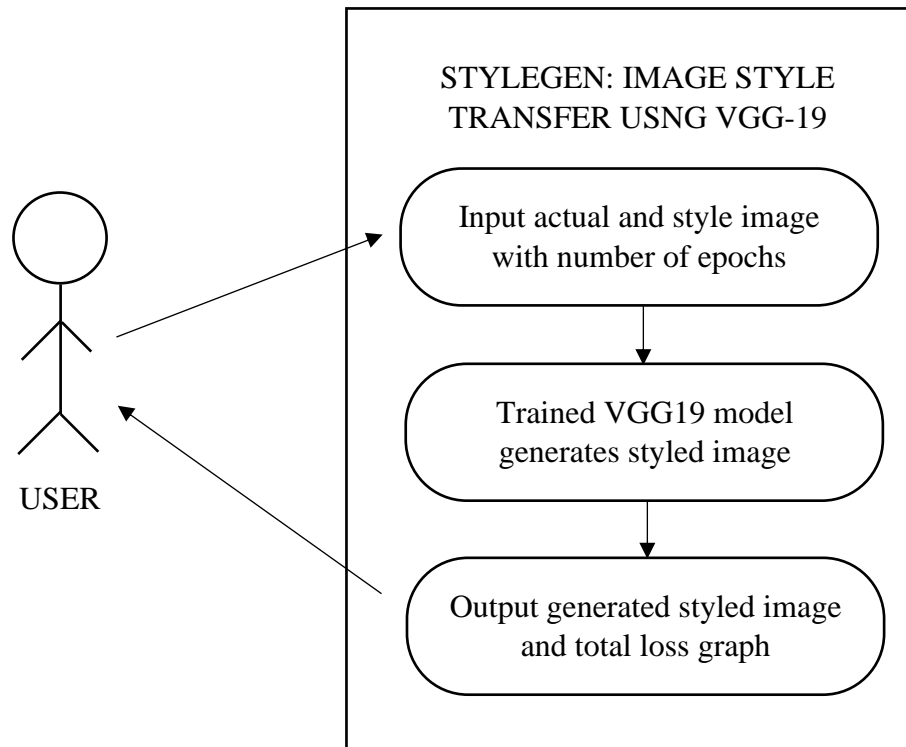 STYLEGEN: IMAGE STYLE
TRANSFER USNG VGG-19
Input actual and style image
with number of epochs
Trained VGG19 model
generates styled image
USER
Output generated styled image
and total loss graph